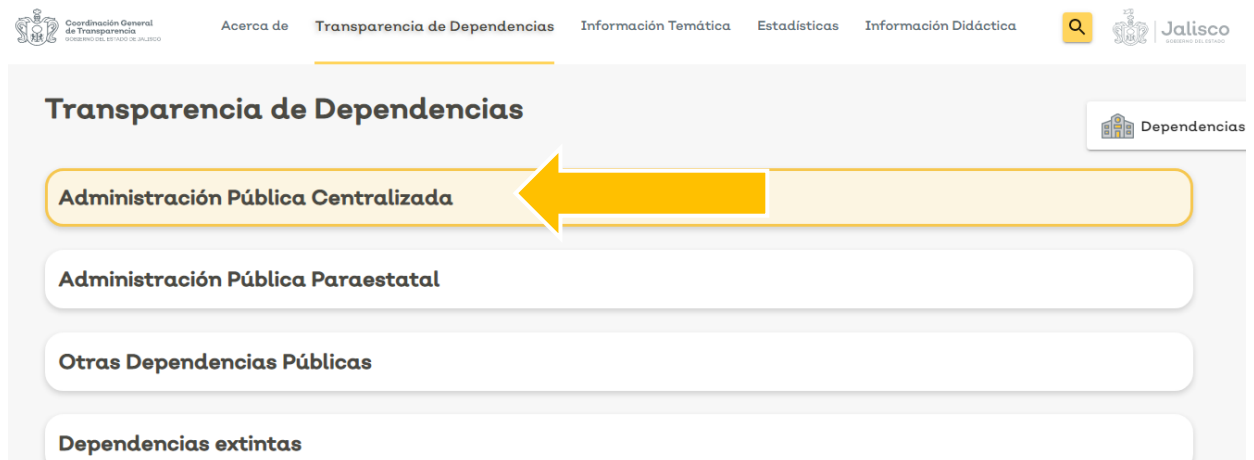 Coordinación General
de Transparencia
GOBIERNO DEL ESTADO DE JALISCO
Acerca de
Transparencia de Dependencias
Información Temática
Estadísticas
Información Didáctica
Jalisco
GOBIERNO DEL ESTADO
Transparencia de Dependencias
Dependencias
Administración Pública Centralizada
Administración Pública Paraestatal
Otras Dependencias Públicas
Dependencias extintas